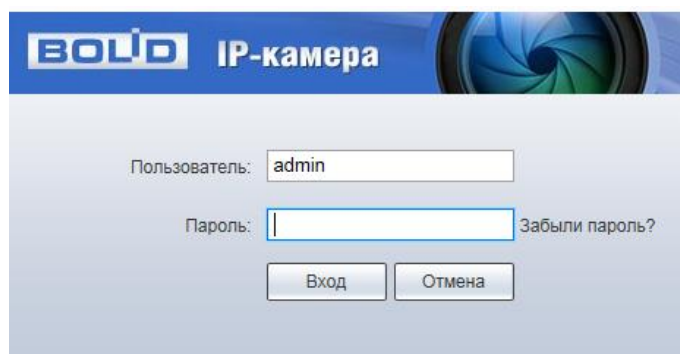 BOLID IP-камера
Пользователь: admin
Пароль: Забыли пароль?
Вход Отмена